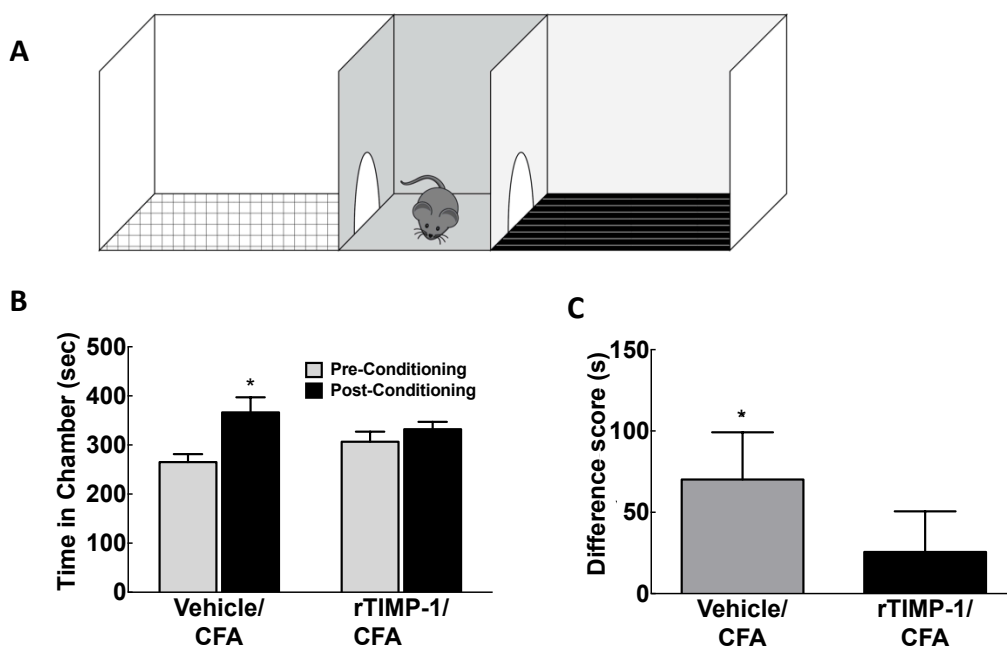 A
B
Time in Chamber (sec)
500
400
300
200
100
0
Pre-Conditioning
Post-Conditioning
*
Vehicle/
CFA
rTIMP-1/
CFA
C
Difference score (s)
150
100
50
0
*
Vehicle/
CFA
rTIMP-1/
CFA